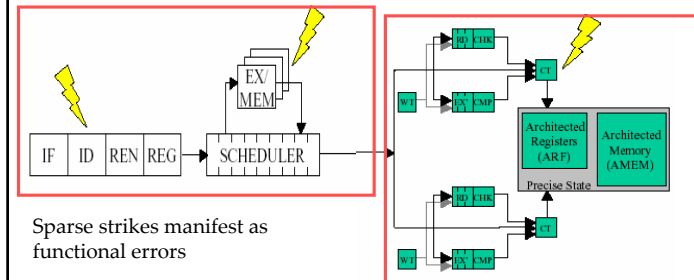 RD CHK
EX/
MEM
CT
WT
EX' CMP
IF ID REN REG
SCHEDULER
Architected
Registers
(ARF)
Architected
Memory
(AMEM)
Precise State
RD CHK
Sparse strikes manifest as
functional errors
CT
WT
EX' CMP